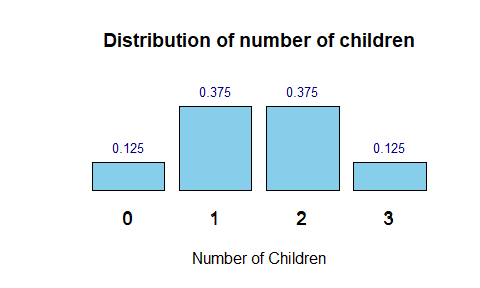 Distribution of number of children
0.375 0.375
0.125 0.125
0 1 2 3
Number of Children